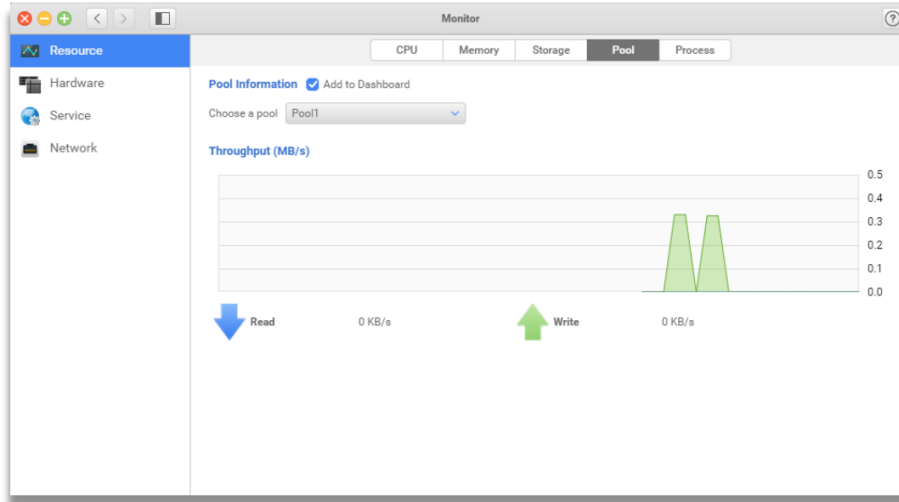 Monitor
?
Resource
Hardware
Service
Network
CPU Memory Storage Pool Process
Pool Information Add to Dashboard
Choose a pool Pool1
Throughput (MB/s)
0.5
0.4
0.3
0.2
0.1
0.0
Read 0 KB/s Write 0 KB/s